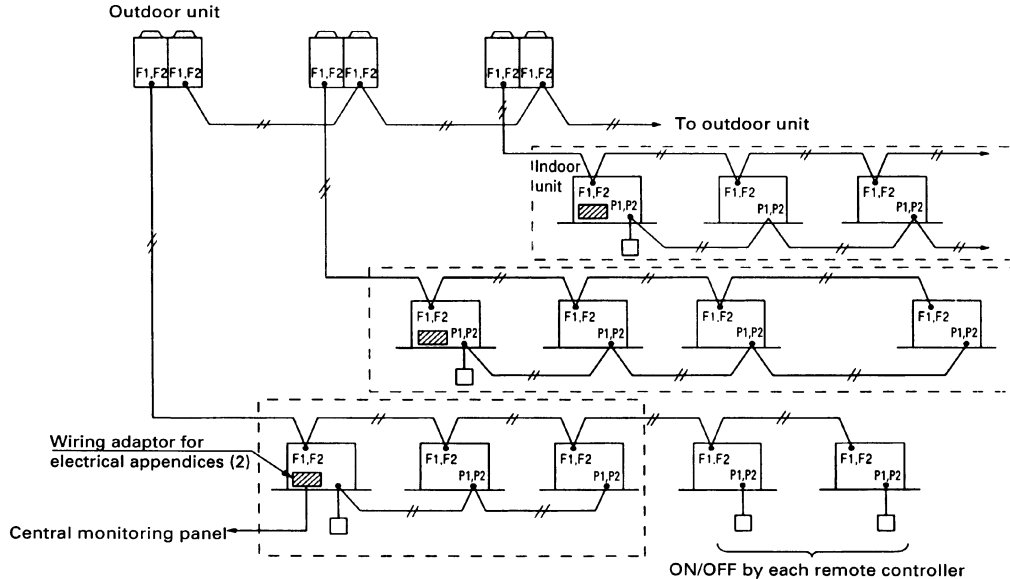 Outdoor unit
F1,F2 F1,F2
F1,F2 F1,F2
F1,F2 F1,F2
To outdoor unit
Indoor
unit
F1,F2
P1,P2
F1,F2
P1,P2
F1,F2
P1,P2
F1,F2
P1,P2
F1,F2
P1,P2
F1,F2
P1,P2
F1,F2
P1,P2
Wiring adaptor for
electrical appendices (2)
F1,F2
F1,F2
P1,P2
F1,F2
P1,P2
F1,F2
P1,P2
F1,F2
P1,P2
Central monitoring panel
ON/OFF by each remote controller